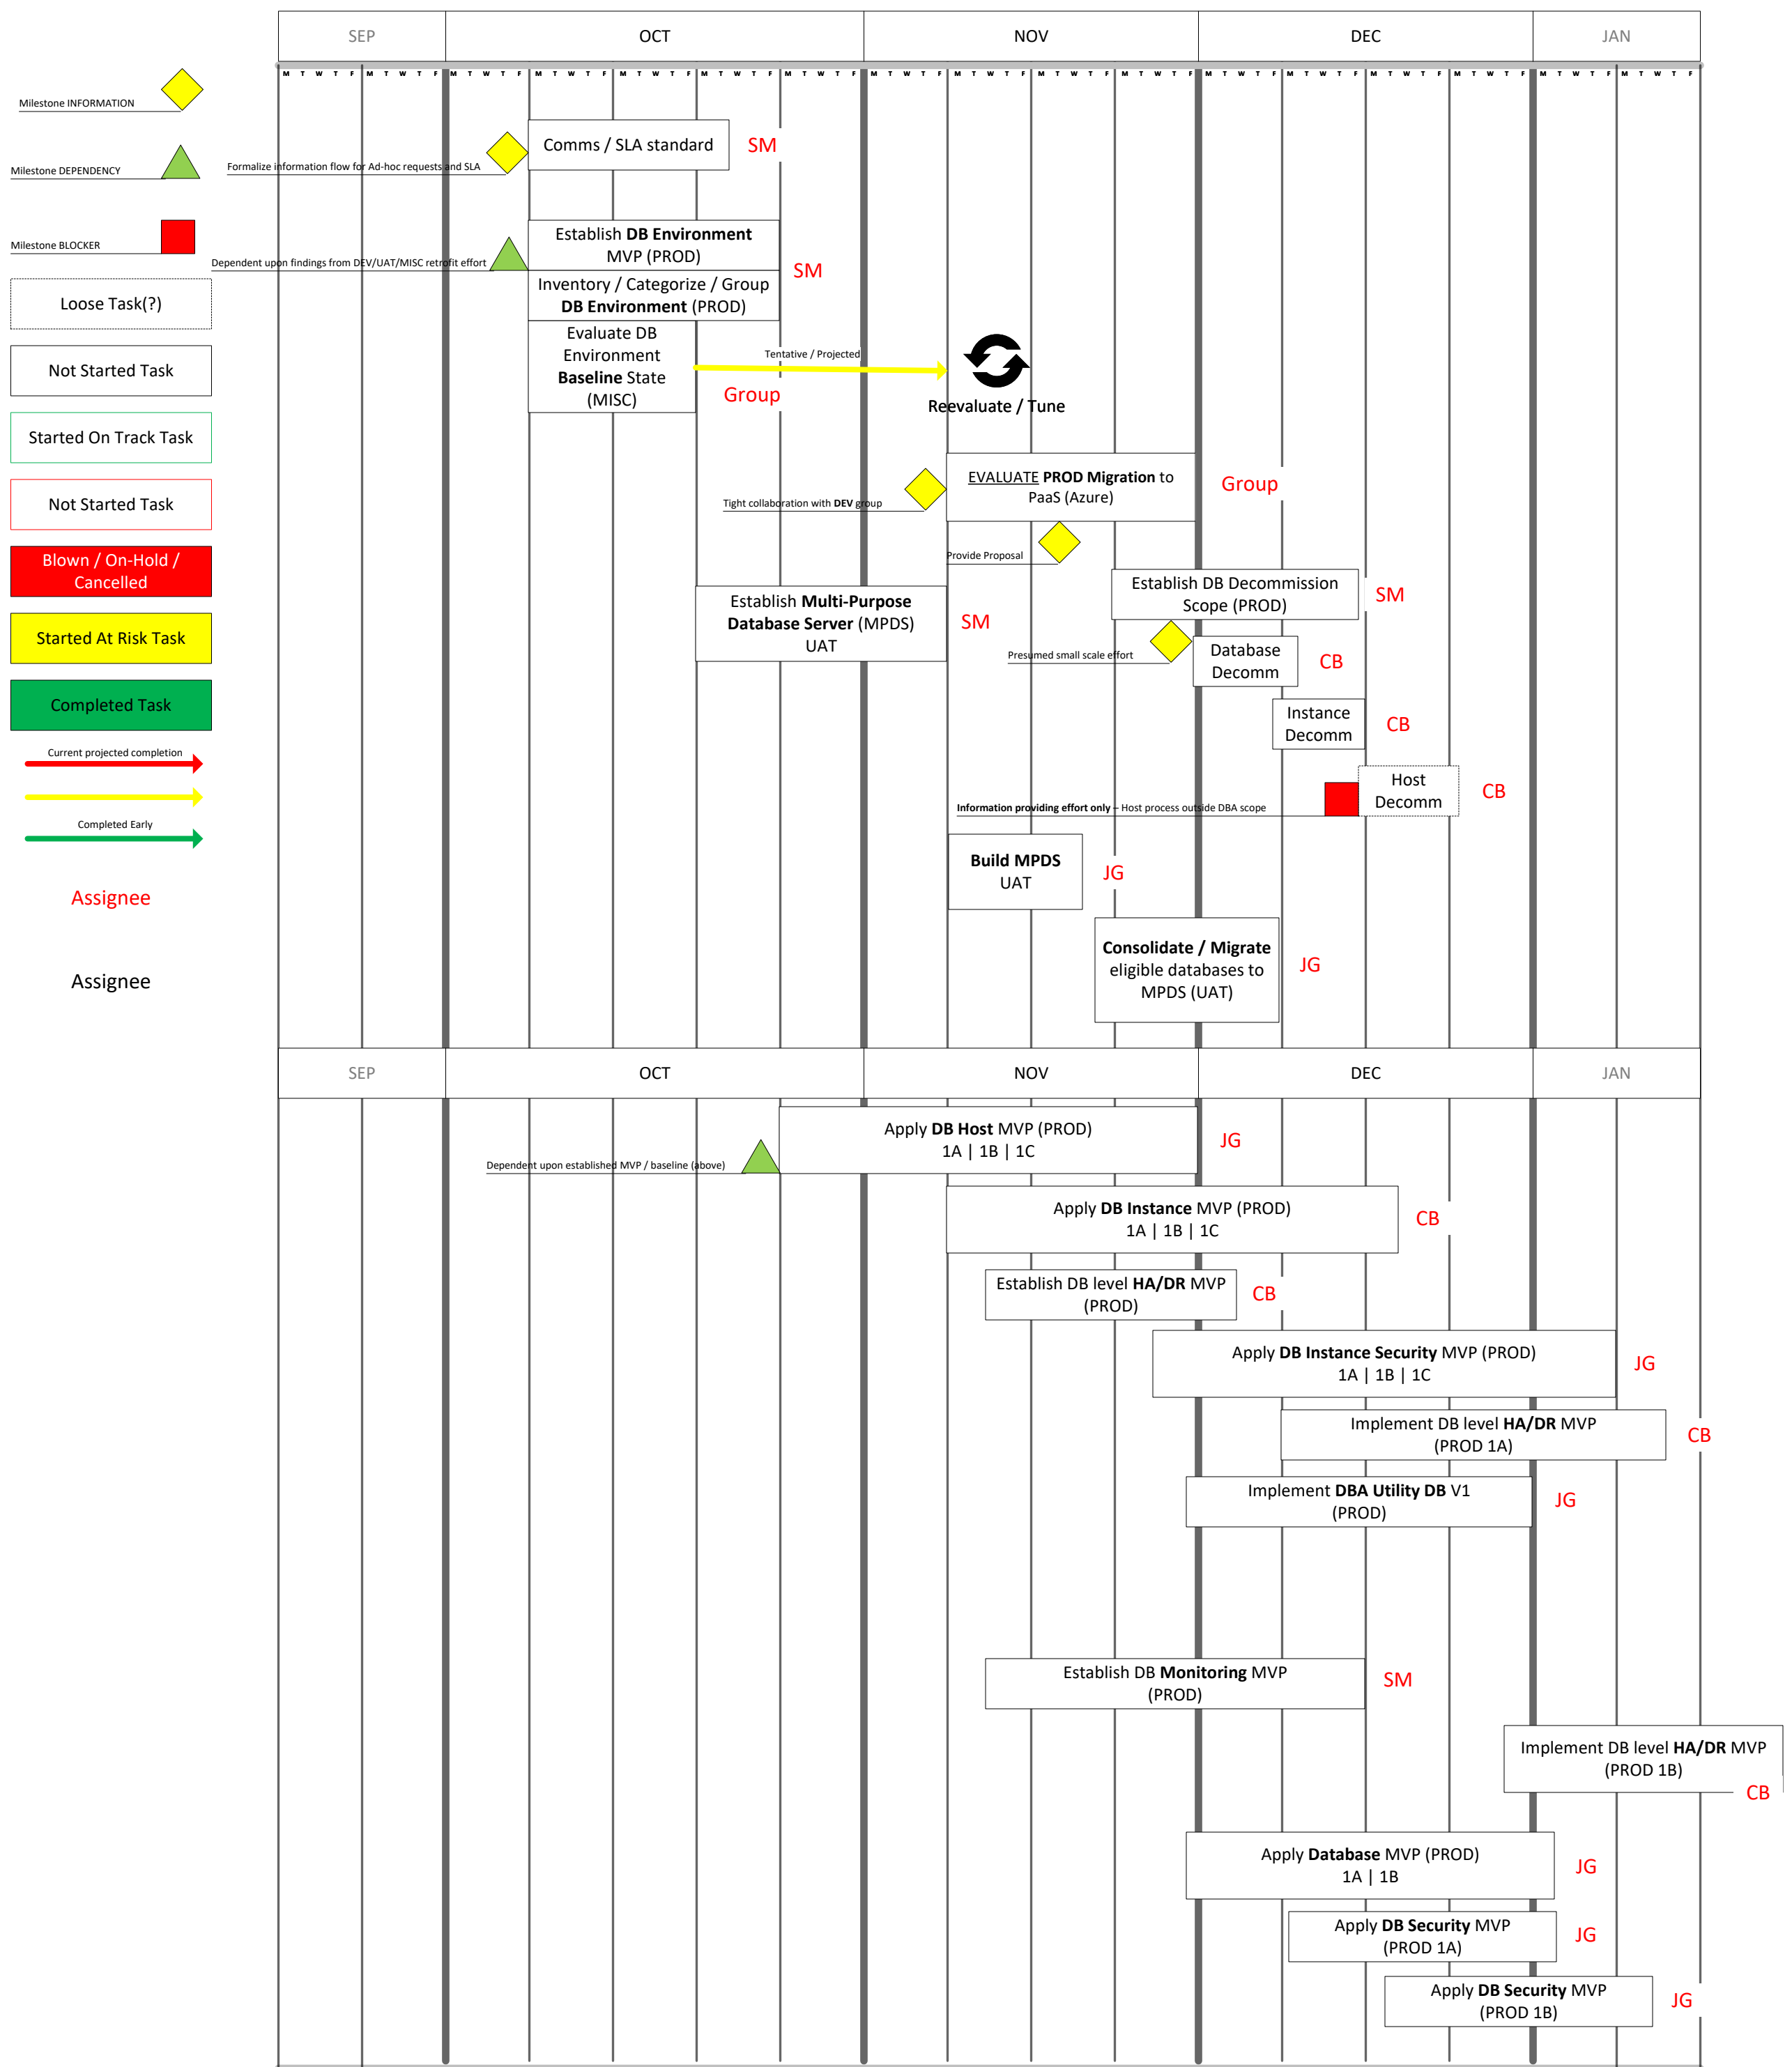 SEP OCT NOV DEC JAN
M T W T F M T W T F M T W T F M T W T F M T W T F M T W T F M T W T F M T W T F M T W T F M T W T F M T W T F M T W T F M T W T F M T W T F M T W T F M T W T F M T W T F
Milestone INFORMATION
Milestone DEPENDENCY
Milestone BLOCKER
Loose Task(?)
Not Started Task
Started On Track Task
Not Started Task
Blown / On-Hold /
Cancelled
Started At Risk Task
Completed Task
Current projected completion
Completed Early
Assignee
Assignee
Formalize information flow for Ad-hoc requests and SLA
Comms / SLA standard
SM
Dependent upon findings from DEV/UAT/MISC retrofit effort
Establish DB Environment
MVP (PROD)
SM
Inventory / Categorize / Group
DB Environment (PROD)
Evaluate DB
Environment
Baseline State
(MISC)
Group
Tentative / Projected
Reevaluate / Tune
Tight collaboration with DEV group
EVALUATE PROD Migration to
PaaS (Azure)
Group
Provide Proposal
Establish DB Decommission
Scope (PROD)
SM
Establish Multi-Purpose
Database Server (MPDS)
UAT
SM
Presumed small scale effort
Database
Decomm
CB
Instance
Decomm
CB
Information providing effort only – Host process outside DBA scope
Host
Decomm
CB
Build MPDS
UAT
JG
Consolidate / Migrate
eligible databases to
MPDS (UAT)
JG
SEP OCT NOV DEC JAN
Dependent upon established MVP / baseline (above)
Apply DB Host MVP (PROD)
1A | 1B | 1C
JG
Apply DB Instance MVP (PROD)
1A | 1B | 1C
CB
Establish DB level HA/DR MVP
(PROD)
CB
Apply DB Instance Security MVP (PROD)
1A | 1B | 1C
JG
Implement DB level HA/DR MVP
(PROD 1A)
CB
Implement DBA Utility DB V1
(PROD)
JG
Establish DB Monitoring MVP
(PROD)
SM
Implement DB level HA/DR MVP
(PROD 1B)
CB
Apply Database MVP (PROD)
1A | 1B
JG
Apply DB Security MVP
(PROD 1A)
JG
Apply DB Security MVP
(PROD 1B)
JG